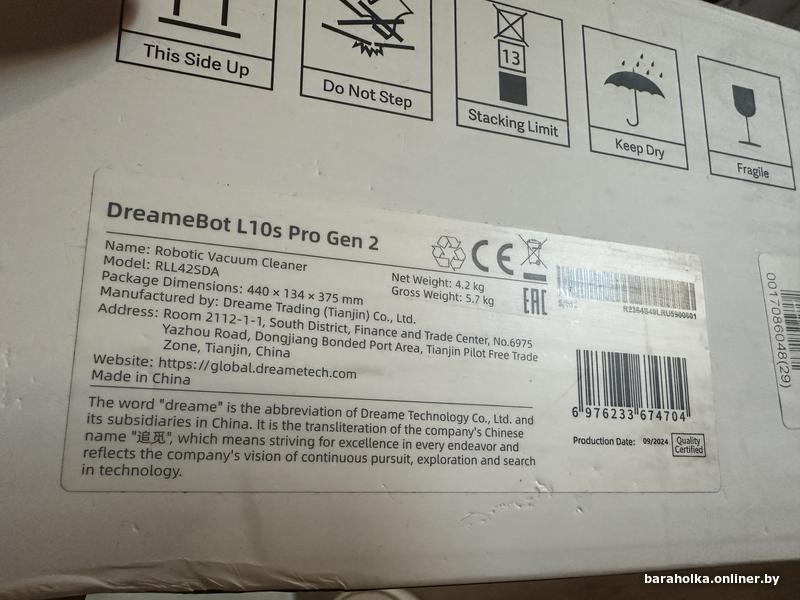 This Side Up
Do Not Step
13
Stacking Limit
Keep Dry
Fragile
DreameBot L10s Pro Gen 2
Name: Robotic Vacuum Cleaner
Model: RLL42SDA
Package Dimensions: 440 × 134 × 375 mm
Net Weight: 4.2 kg
Gross Weight: 5.7 kg
Manufactured by: Dreame Trading (Tianjin) Co., Ltd.
Address: Room 2112-1-1, South District, Finance and Trade Center, No.6975
Yazhou Road, Dongjiang Bonded Port Area, Tianjin Pilot Free Trade
Zone, Tianjin, China
Website: https://global.dreametech.com
Made in China
The word "dreame" is the abbreviation of Dreame Technology Co., Ltd. and
its subsidiaries in China. It is the transliteration of the company's Chinese
name "追觅", which means striving for excellence in every endeavor and
reflects the company's vision of continuous pursuit, exploration and search
in technology.
CE
EAC
6 976233 674704
Production Date: 09/2024
Quality
Certified
0017086048(29)
baraholka.onliner.by